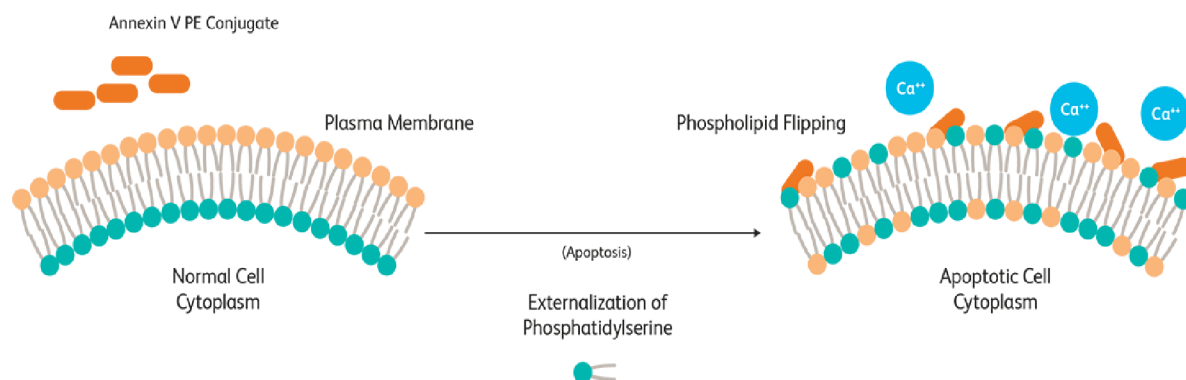 Annexin V PE Conjugate
Plasma Membrane
Phospholipid Flipping
Ca++
Ca++
Ca++
Normal Cell
Cytoplasm
(Apoptosis)
Externalization of
Phosphatidylserine
Apoptotic Cell
Cytoplasm